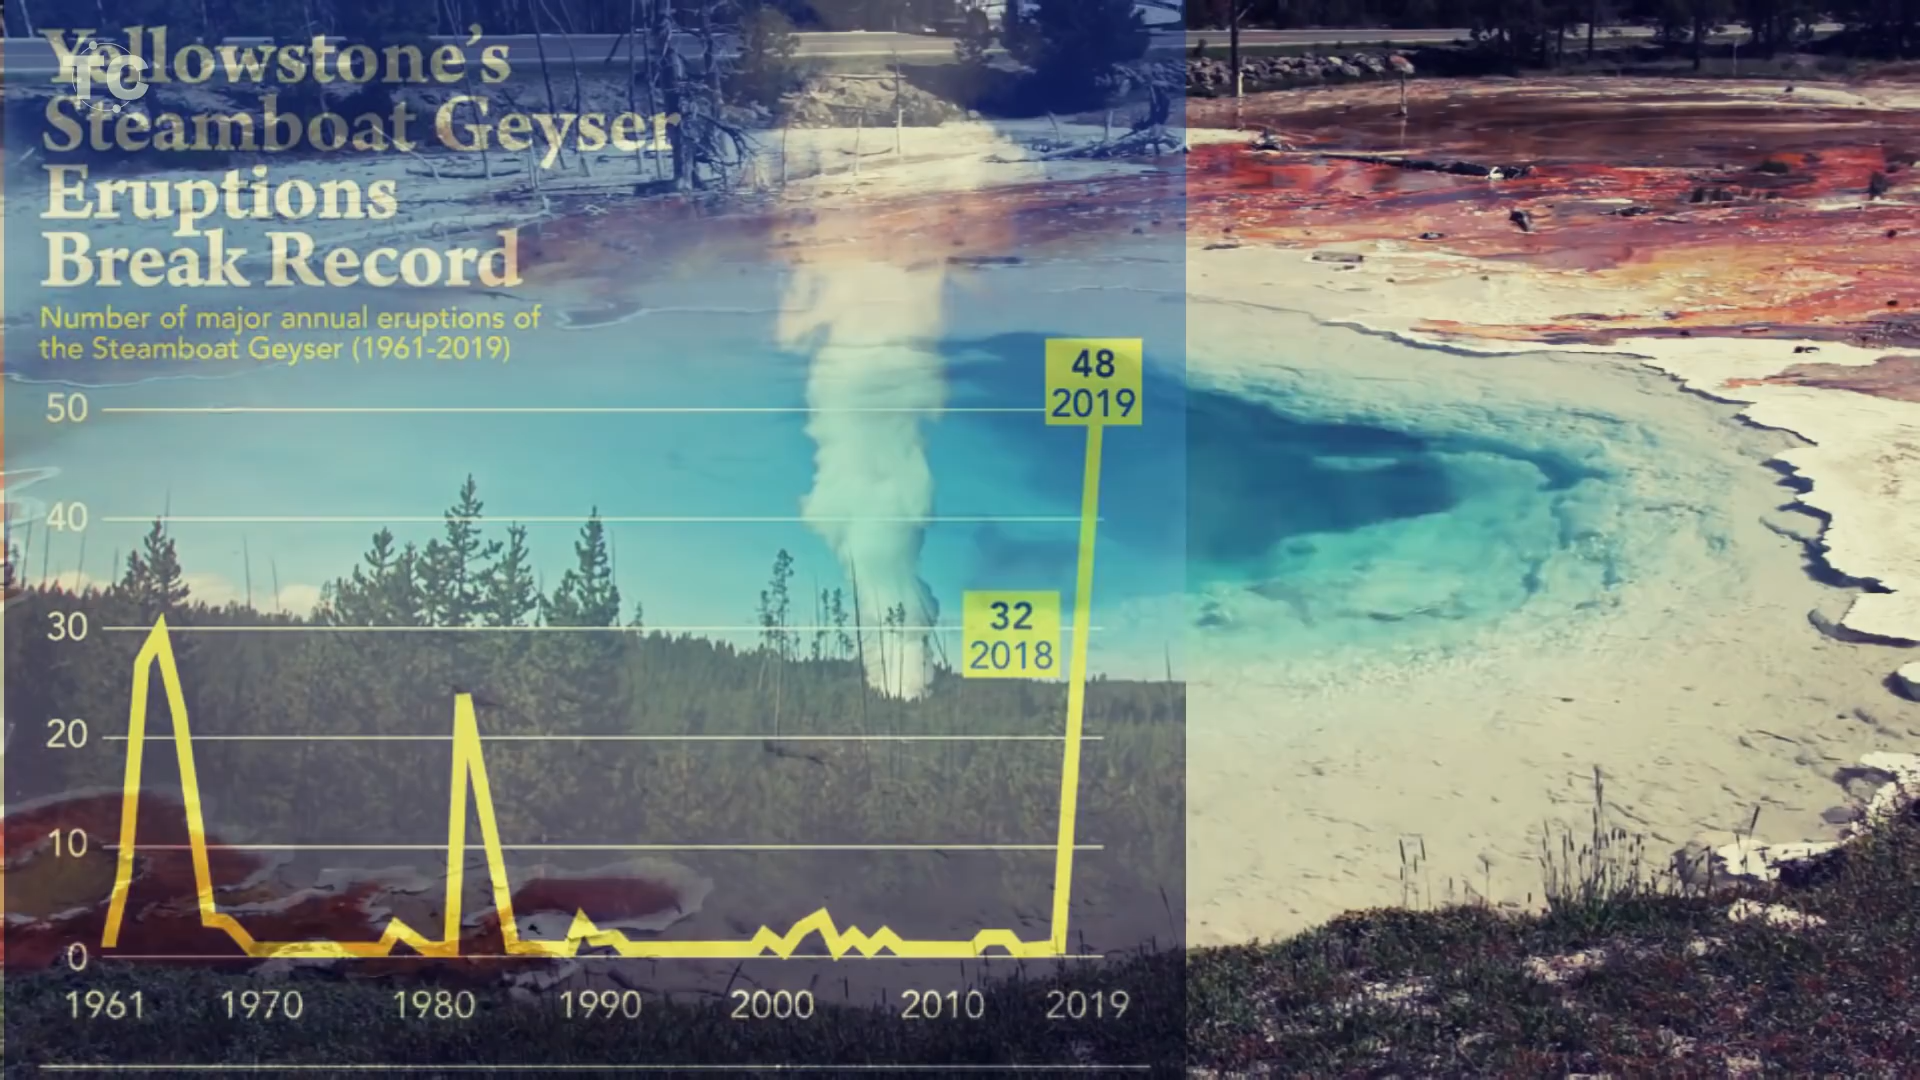 TC
Yellowstone's
Steamboat Geyser
Eruptions
Break Record
Number of major annual eruptions of
the Steamboat Geyser (1961-2019)
50
40
30
20
10
0
48
2019
32
2018
1961 1970 1980 1990 2000 2010 2019